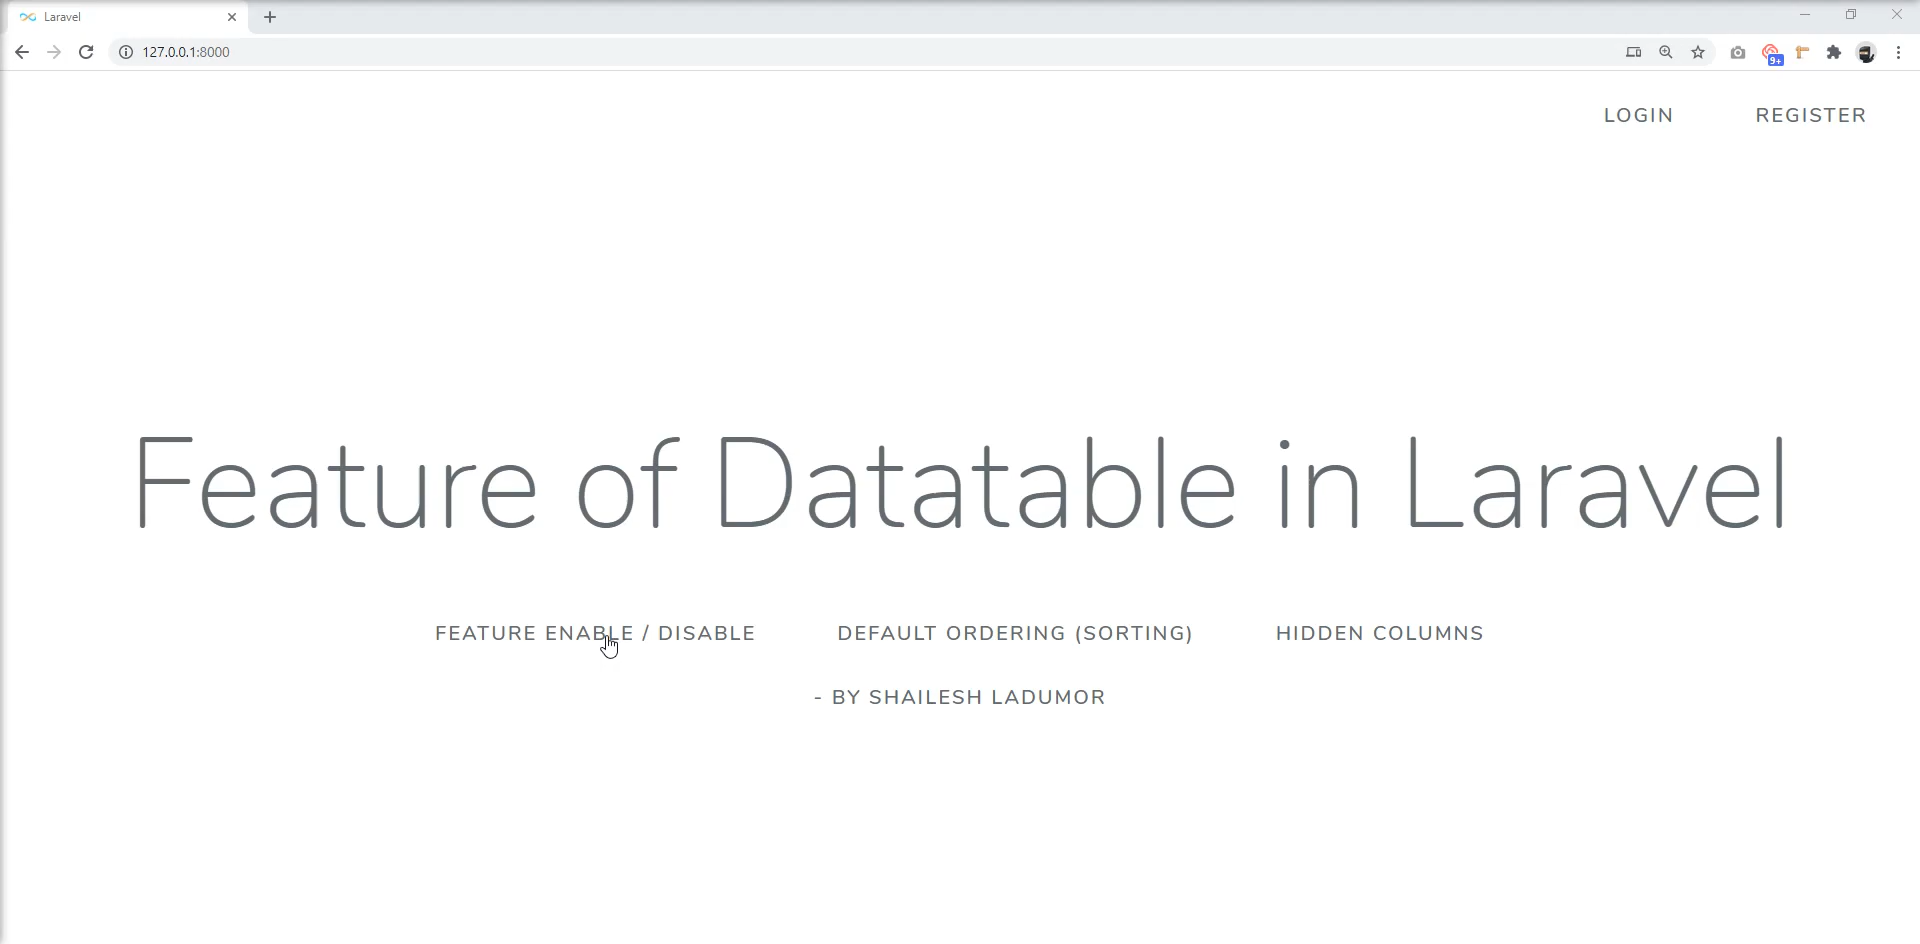 Laravel
127.0.0.1:8000
9+
LOGIN REGISTER
Feature of Datatable in Laravel
FEATURE ENABLE / DISABLE DEFAULT ORDERING (SORTING) HIDDEN COLUMNS
- BY SHAILESH LADUMOR